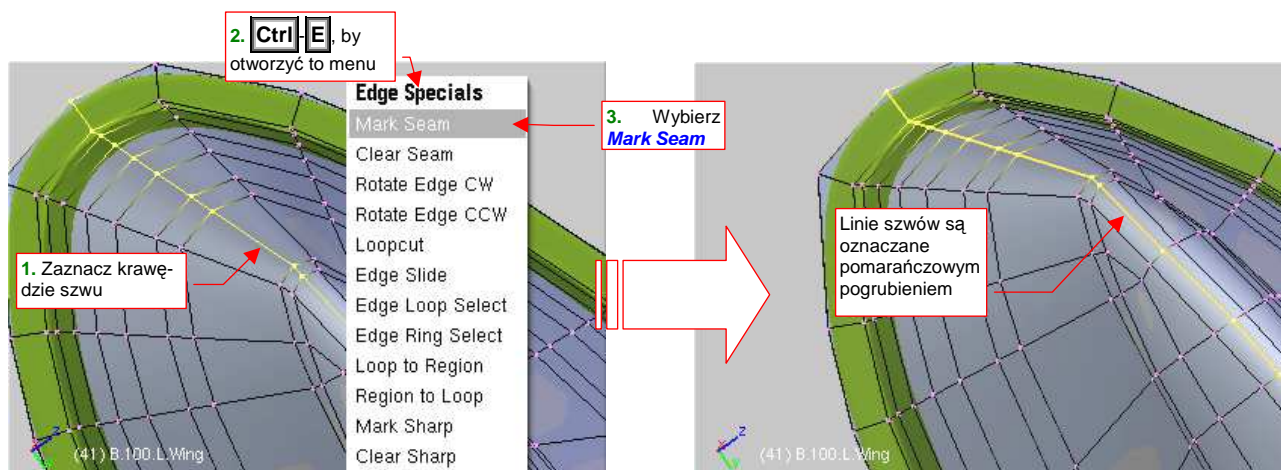 2. Ctrl-E, by
otworzyć to menu
Edge Specials
Mark Seam
Clear Seam
Rotate Edge CW
Rotate Edge CCW
Loopcut
Edge Slide
Edge Loop Select
Edge Ring Select
Loop to Region
Region to Loop
Mark Sharp
Clear Sharp
3. Wybierz
Mark Seam
1. Zaznacz krawę-
dzie szwu
Linie szwów są
oznaczane
pomarańczowym
pogrubieniem
(41) B.100.L.Wing
(41) B.100.L.Wing